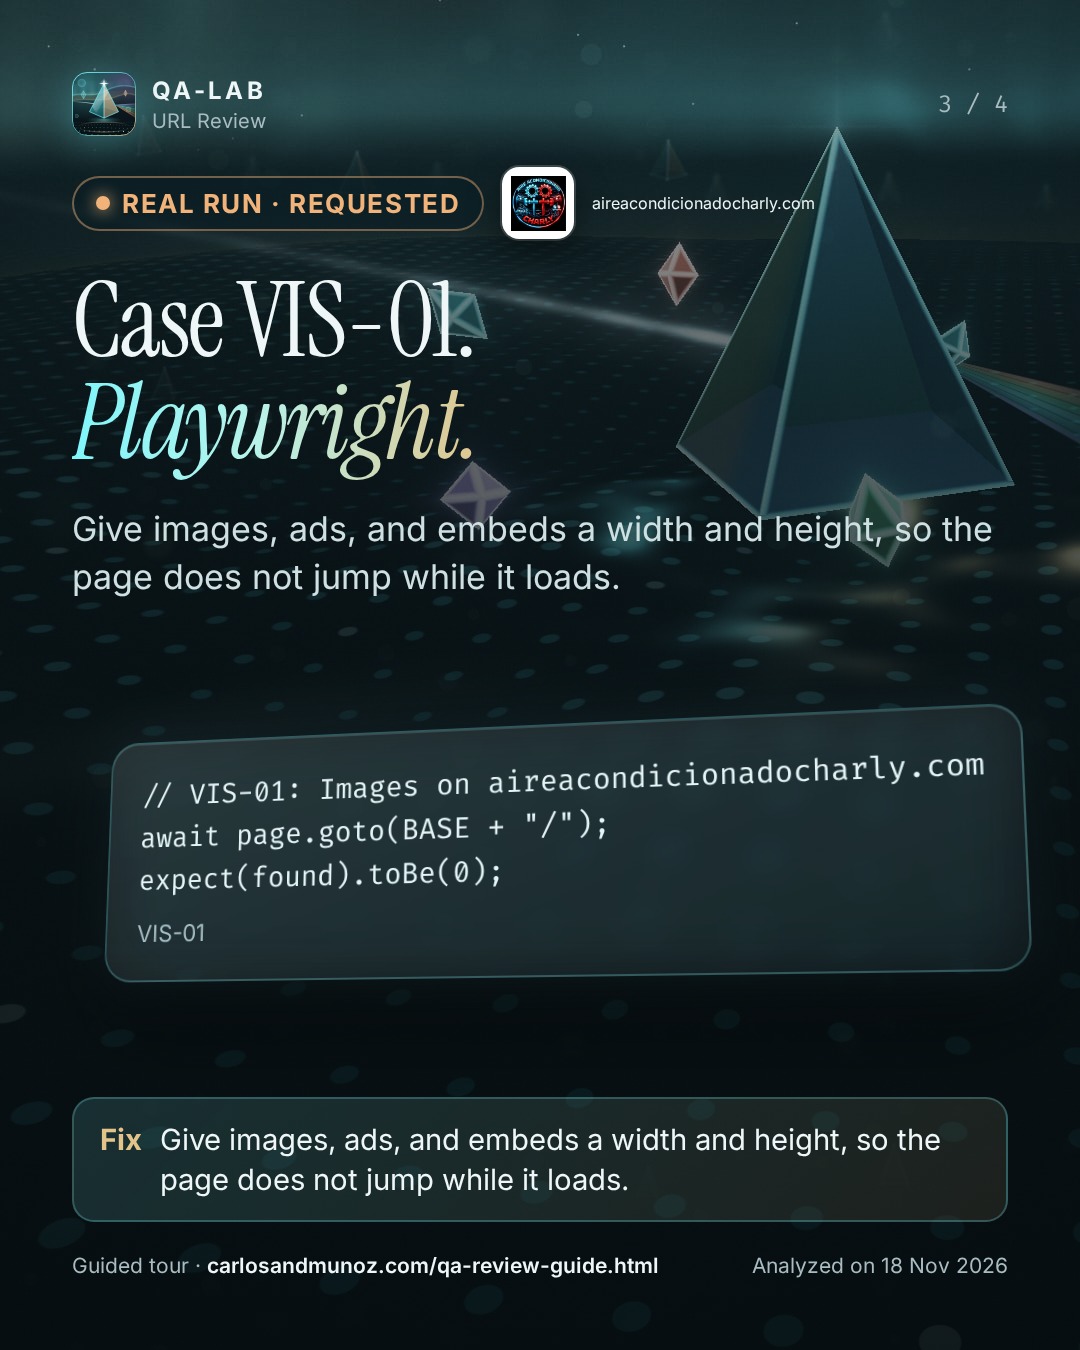 QA-LAB
URL Review
3 / 4
REAL RUN · REQUESTED
CHARLY
aireacondicionadocharly.com
Case VIS-01.
Playwright.
Give images, ads, and embeds a width and height, so the
page does not jump while it loads.
// VIS-01: Images on aireacondicionadocharly.com
await page.goto(BASE + "/");
expect(found).toBe(0);
VIS-01
Fix Give images, ads, and embeds a width and height, so the
page does not jump while it loads.
Guided tour · carlosandmunoz.com/qa-review-guide.html
Analyzed on 18 Nov 2026